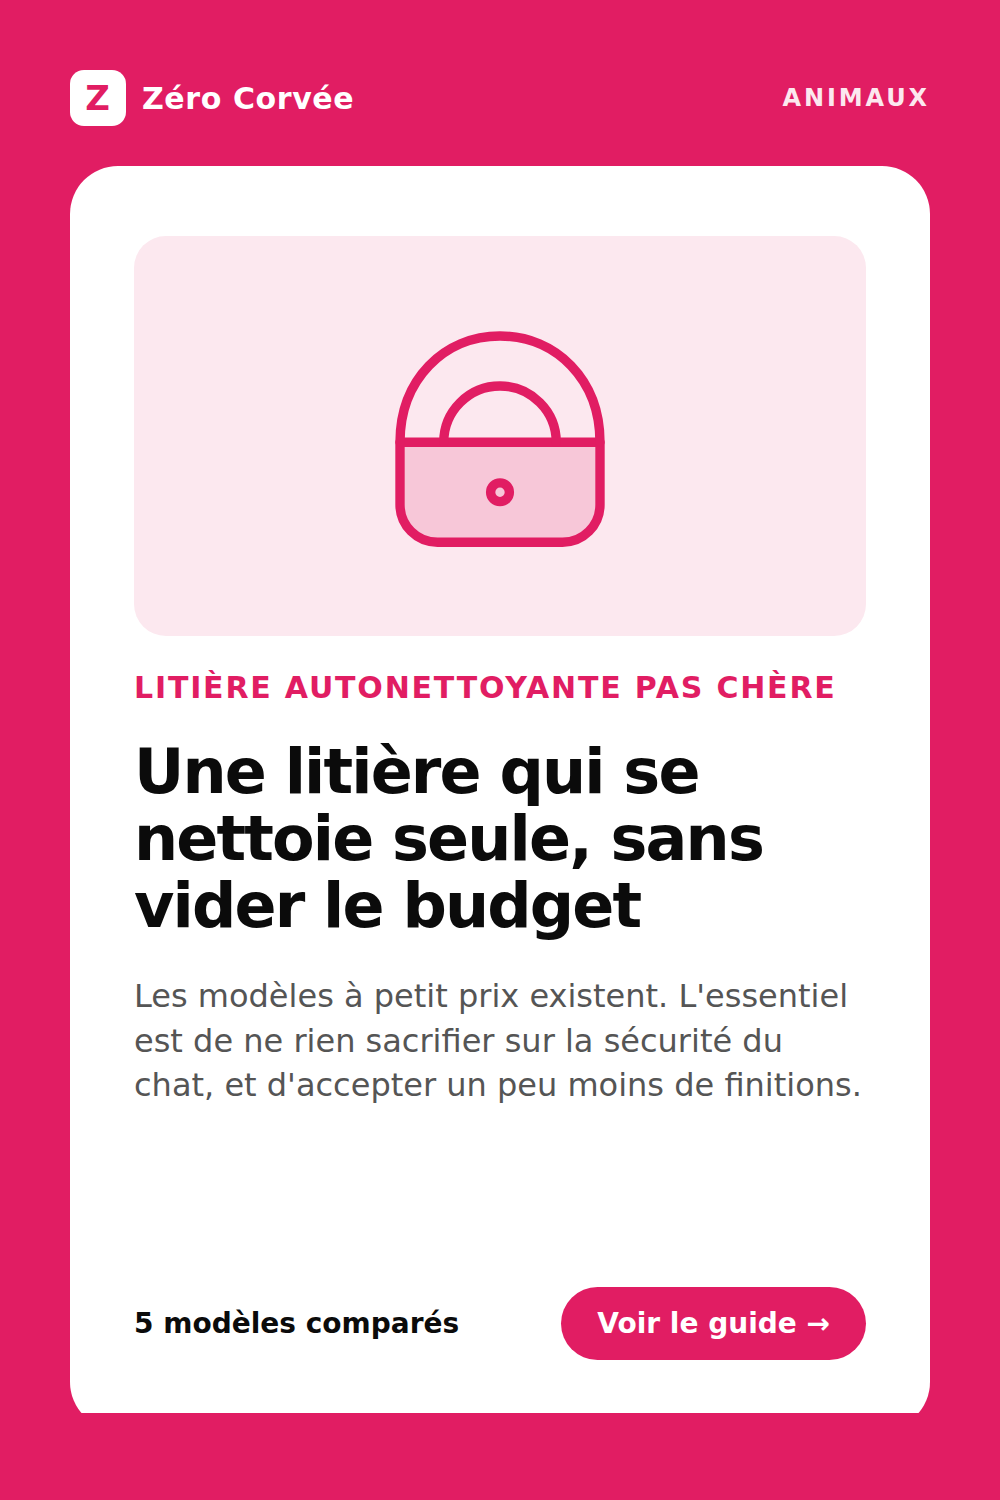 Z Zéro Corvée
ANIMAUX
LITIÈRE AUTONETTOYANTE PAS CHÈRE
Une litière qui se
nettoie seule, sans
vider le budget
Les modèles à petit prix existent. L'essentiel
est de ne rien sacrifier sur la sécurité du
chat, et d'accepter un peu moins de finitions.
5 modèles comparés
Voir le guide →